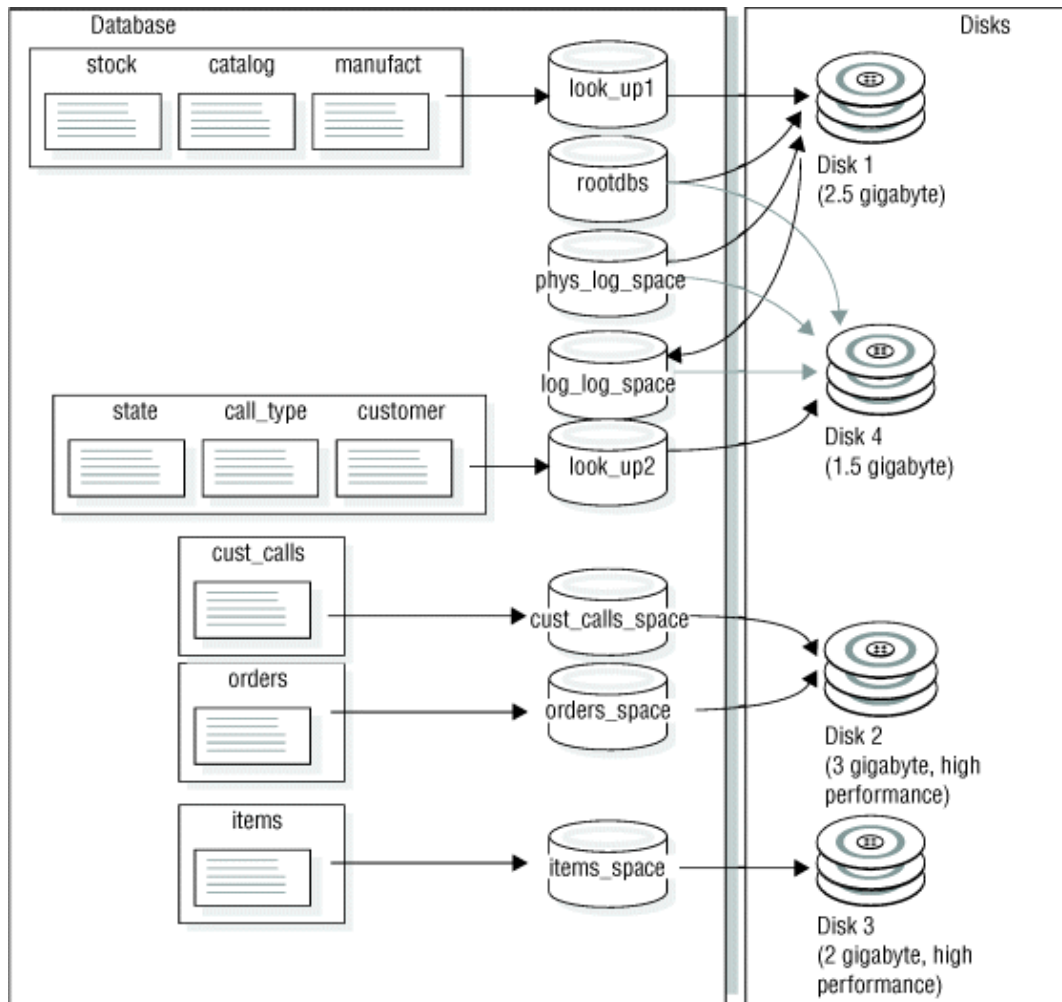 Database
Disks
stock
catalog
manufact
look_up1
Disk 1
(2.5 gigabyte)
rootdbs
phys_log_space
log_log_space
state
call_type
customer
look_up2
Disk 4
(1.5 gigabyte)
cust_calls
cust_calls_space
orders
orders_space
Disk 2
(3 gigabyte, high
performance)
items
items_space
Disk 3
(2 gigabyte, high
performance)